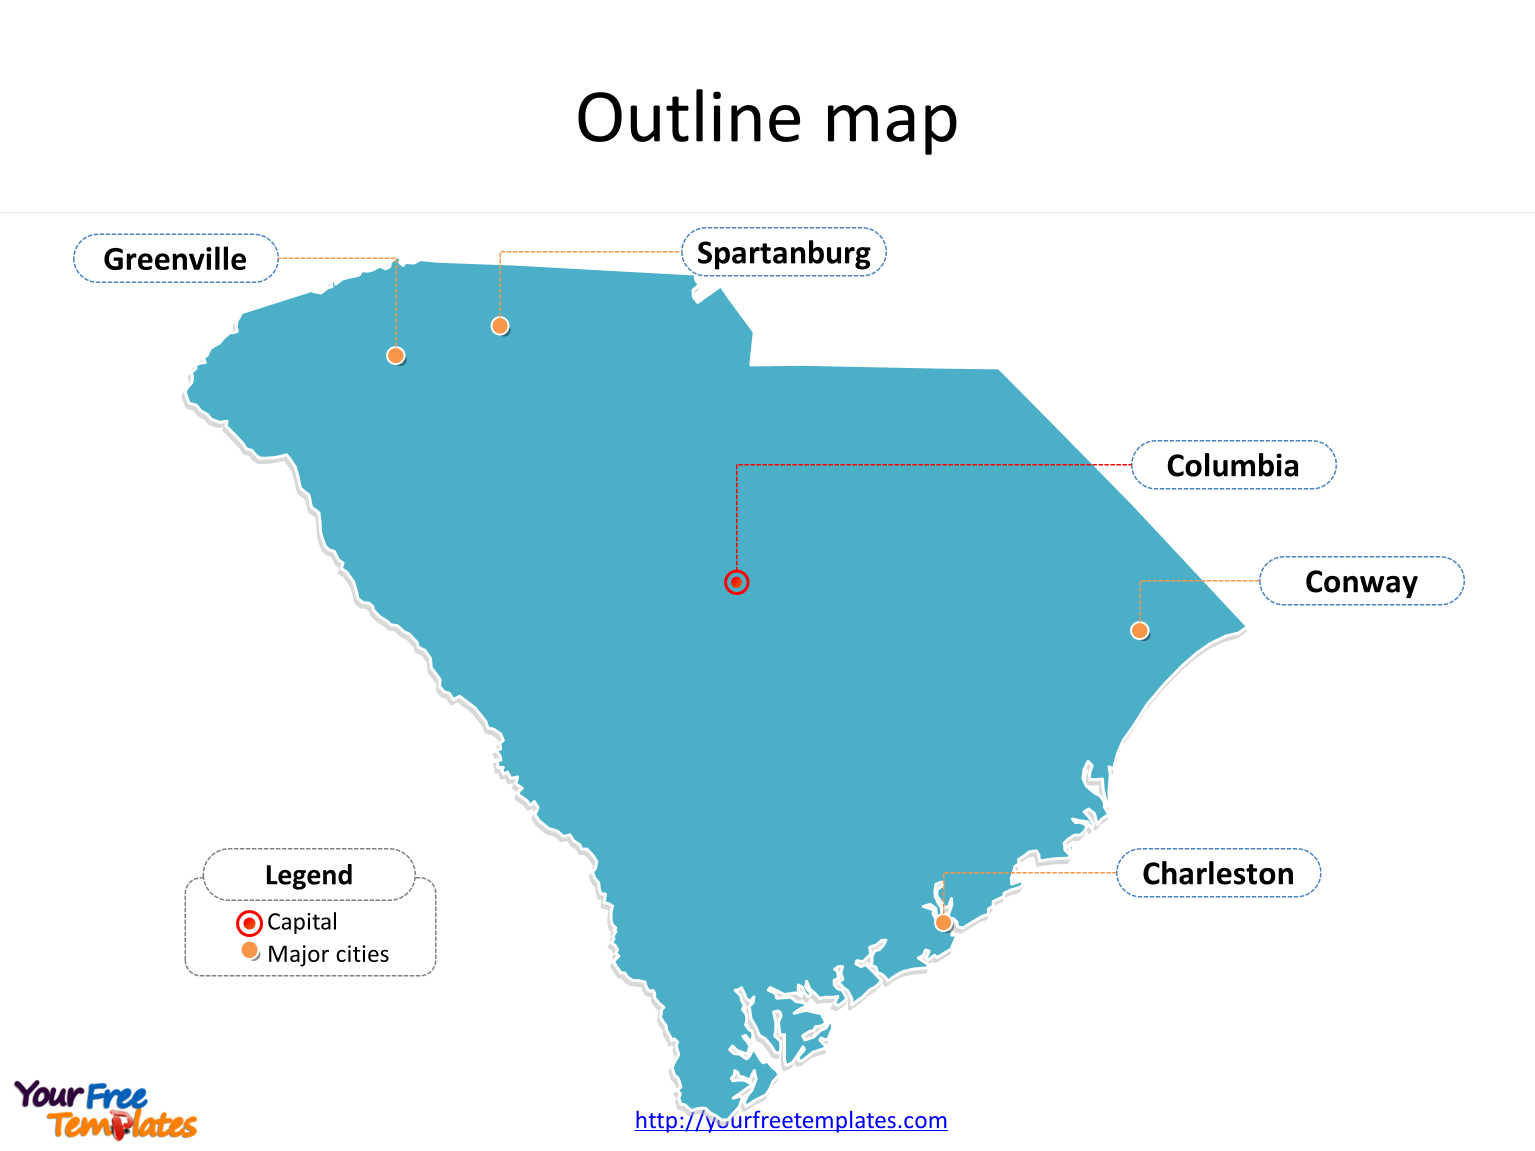 Outline map
Greenville
Spartanburg
Columbia
Conway
Charleston
Legend
Capital
Major cities
Your Free
Templates
http://yourfreetemplates.com